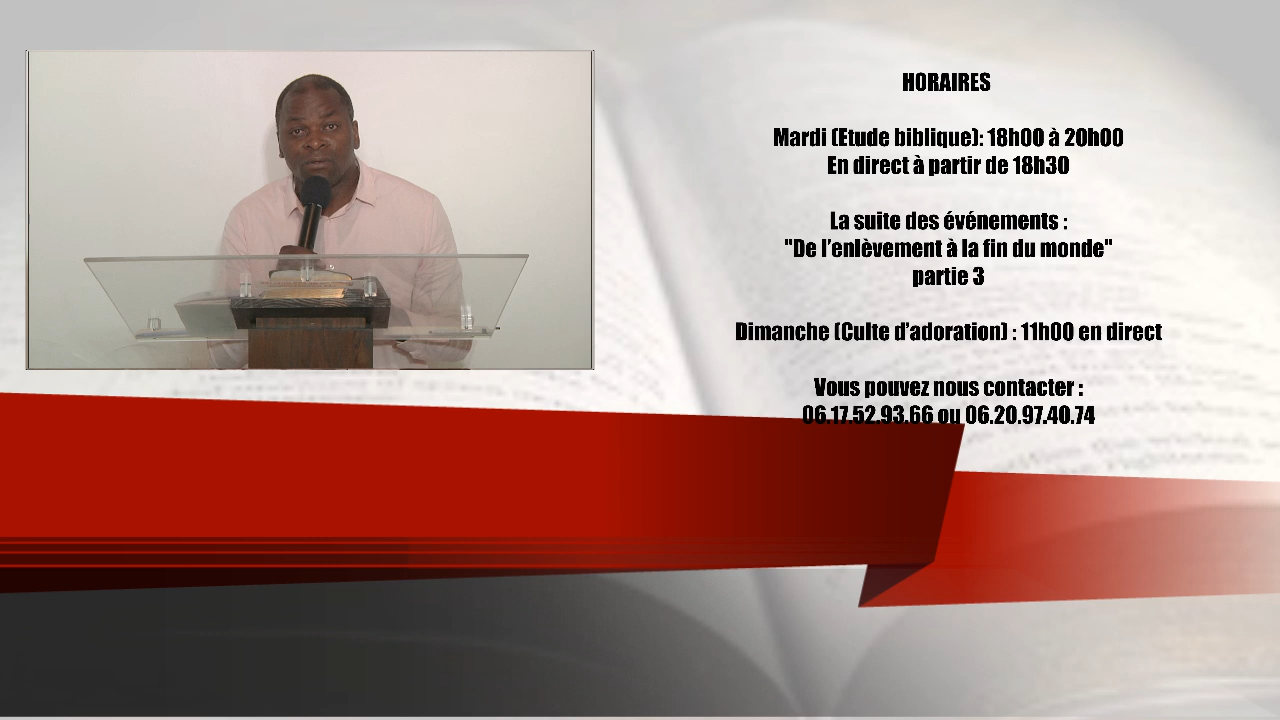 HORAIRES
Mardi (Etude biblique): 18h00 à 20h00
En direct à partir de 18h30
La suite des événements :
"De l'enlèvement à la fin du monde"
partie 3
Dimanche (Culte d'adoration) : 11h00 en direct
Vous pouvez nous contacter :
06.17.52.93.66 ou 06.20.97.40.74